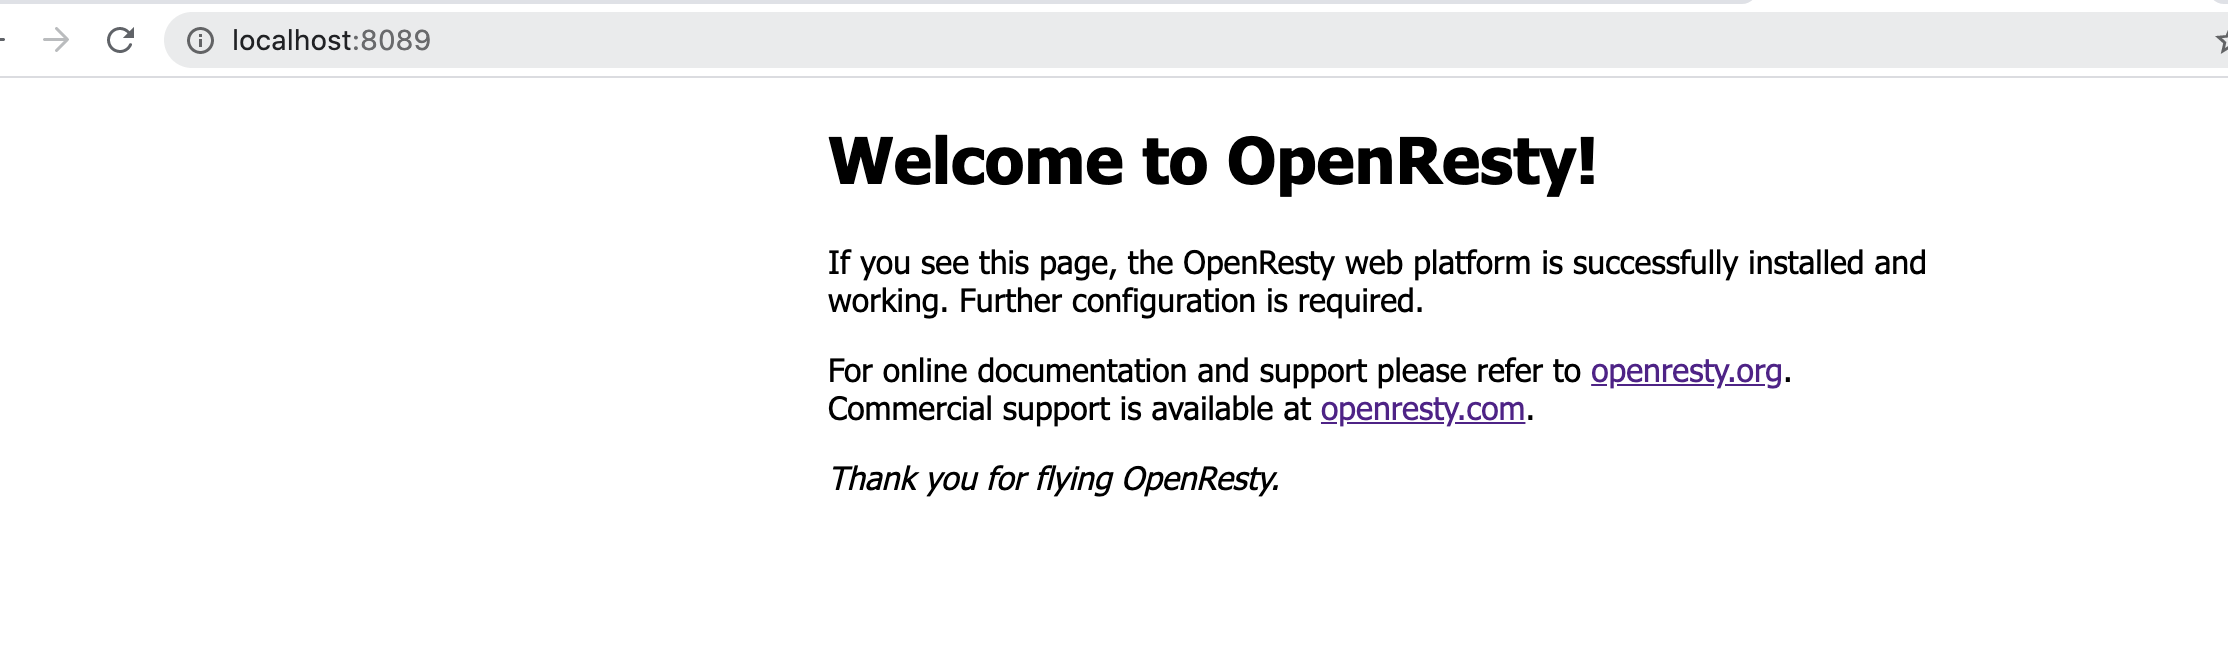 localhost:8089
Welcome to OpenResty!
If you see this page, the OpenResty web platform is successfully installed and
working. Further configuration is required.
For online documentation and support please refer to openresty.org.
Commercial support is available at openresty.com.
Thank you for flying OpenResty.